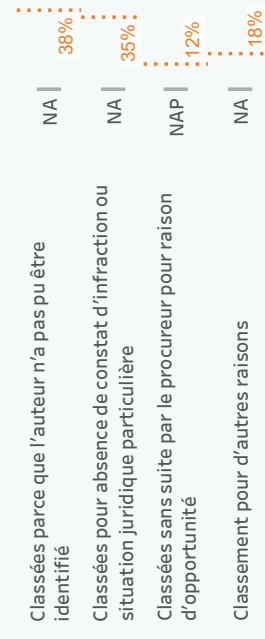 Classées parce que l'auteur n'a pas pu être
identifié
NA
38%
Classées pour absence de constat d'infraction ou
situation juridique particulière
NA
35%
Classées sans suite par le procureur pour raison
d'opportunité
NAP
12%
Classement pour d'autres raisons
NA
18%